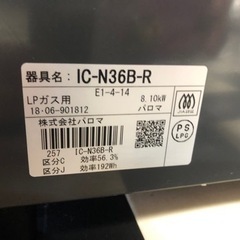 器具名: IC-N36B-R
E1-4-14
LPガス用 8.10kW
18·06-901812 パロマ
株式会社パロマ
PS
LPG
257 IC-N36B-R
区分C 効率56.3%
区分J 効率192Wh